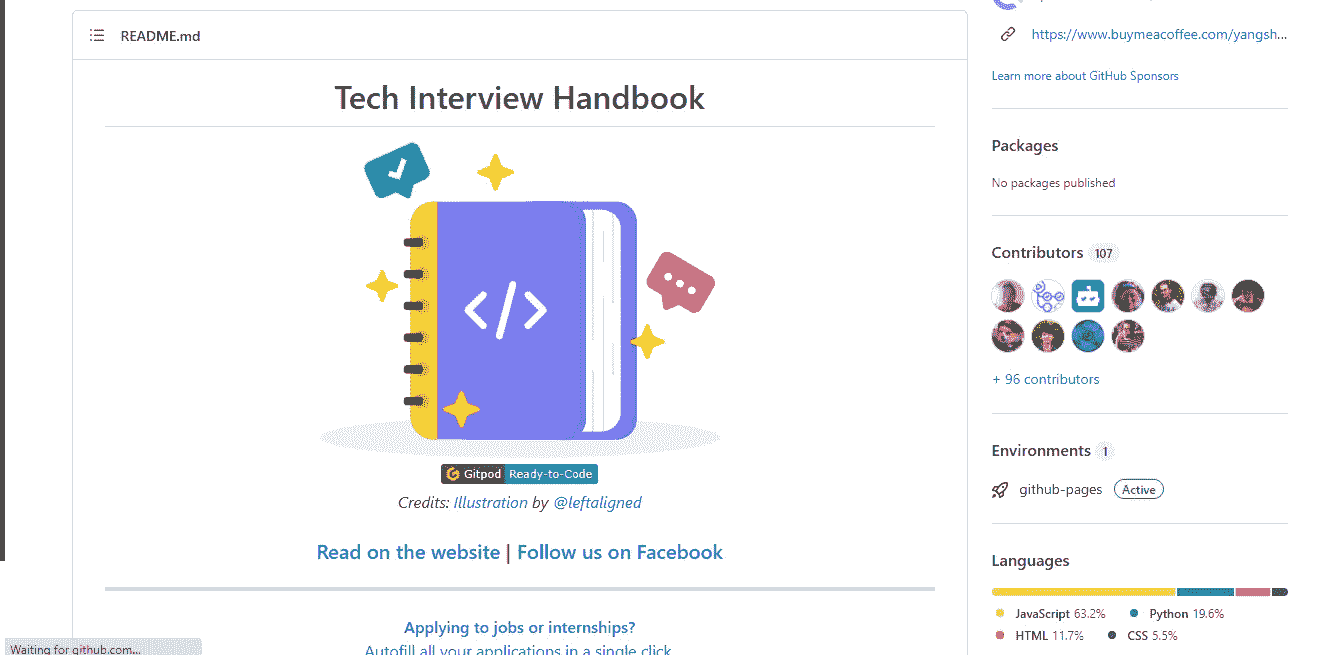 README.md
Tech Interview Handbook
</>
Gitpod Ready-to-Code
Credits: Illustration by @leftaligned
Read on the website | Follow us on Facebook
Applying to jobs or internships?
Autofill all your applications in a single click
Waiting for github.com...
https://www.buymeacoffee.com/yangsh...
Learn more about GitHub Sponsors
Packages
No packages published
Contributors 107
+ 96 contributors
Environments 1
github-pages Active
Languages
JavaScript 63.2% Python 19.6%
HTML 11.7% CSS 5.5%